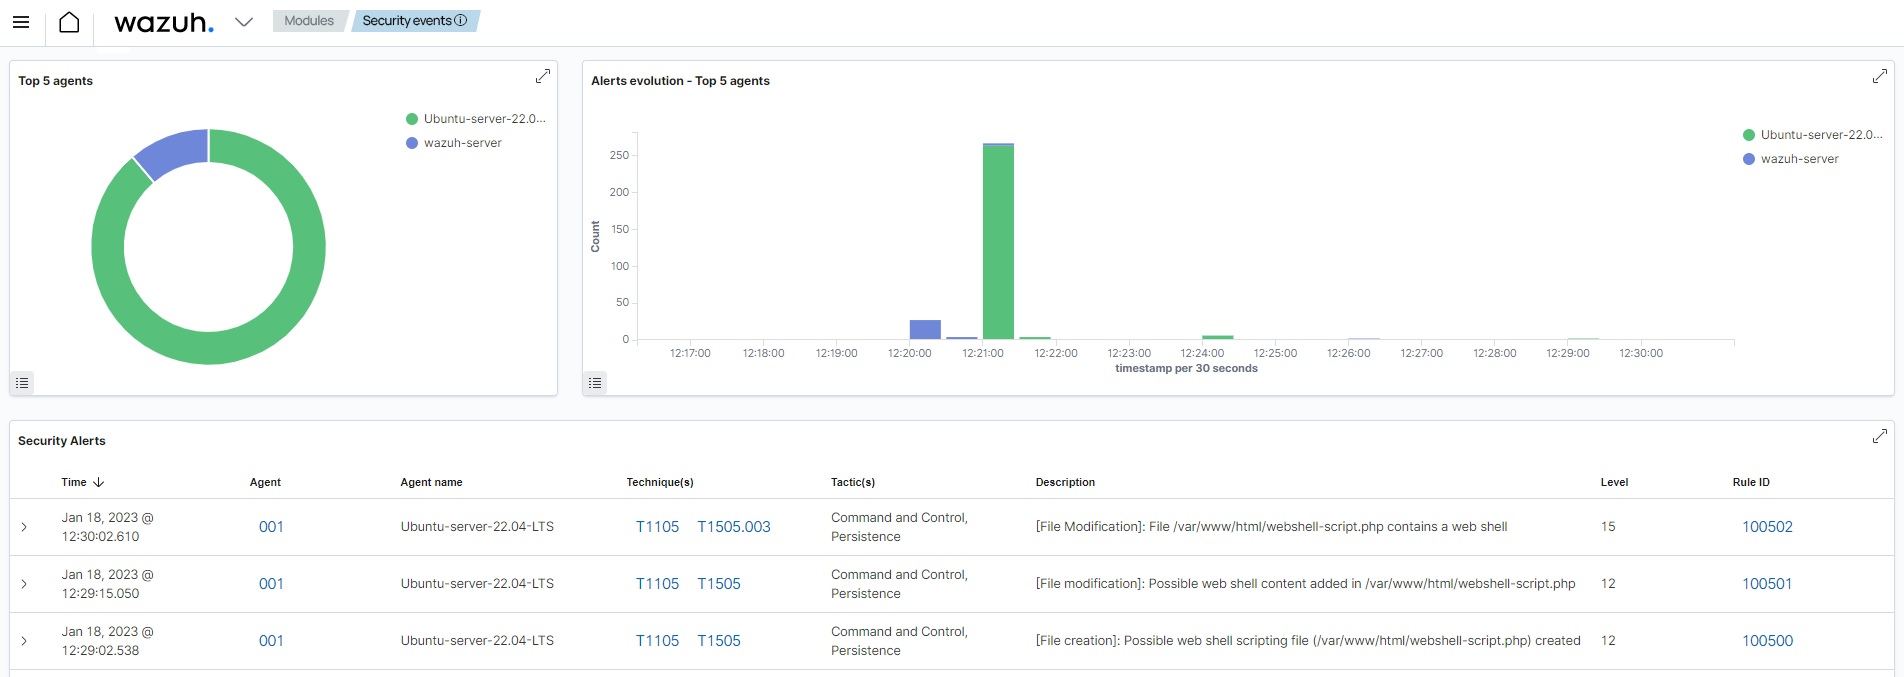 wazuh.
Modules
Security events
Top 5 agents
Ubuntu-server-22.0...
wazuh-server
Alerts evolution - Top 5 agents
Count
250
200
150
100
50
0
12:17:00 12:18:00 12:19:00 12:20:00 12:21:00 12:22:00 12:23:00 12:24:00 12:25:00 12:26:00 12:27:00 12:28:00 12:29:00 12:30:00
timestamp per 30 seconds
Ubuntu-server-22.0...
wazuh-server
Security Alerts
Time Agent Agent name Technique(s) Tactic(s) Description Level Rule ID
Jan 18, 2023 @
12:30:02.610
001
Ubuntu-server-22.04-LTS
T1105 T1505.003
Command and Control,
Persistence
[File Modification]: File /var/www/html/webshell-script.php contains a web shell
15
100502
Jan 18, 2023 @
12:29:15.050
001
Ubuntu-server-22.04-LTS
T1105 T1505
Command and Control,
Persistence
[File modification]: Possible web shell content added in /var/www/html/webshell-script.php
12
100501
Jan 18, 2023 @
12:29:02.538
001
Ubuntu-server-22.04-LTS
T1105 T1505
Command and Control,
Persistence
[File creation]: Possible web shell scripting file (/var/www/html/webshell-script.php) created
12
100500